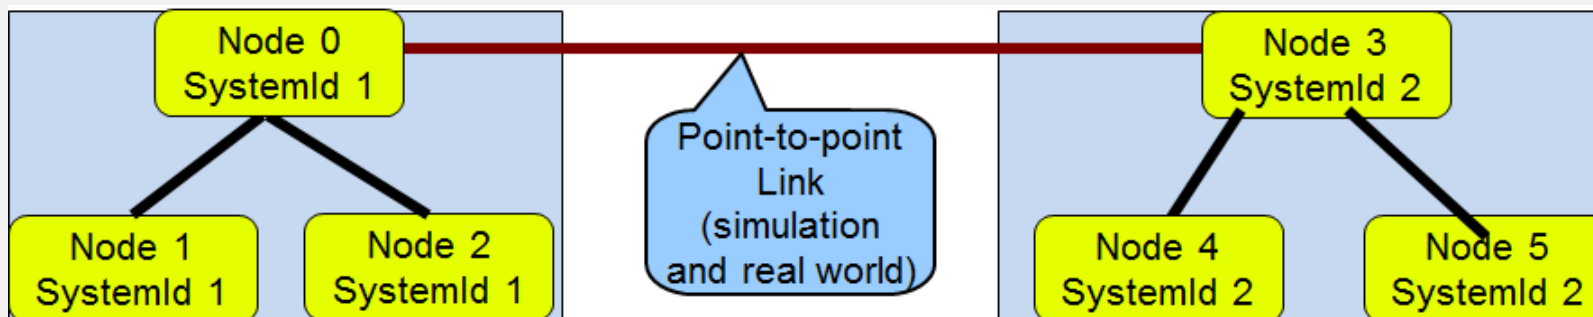 Node 0
SystemId 1
Node 3
SystemId 2
Point-to-point
Link
(simulation
and real world)
Node 1
SystemId 1
Node 2
SystemId 1
Node 4
SystemId 2
Node 5
SystemId 2